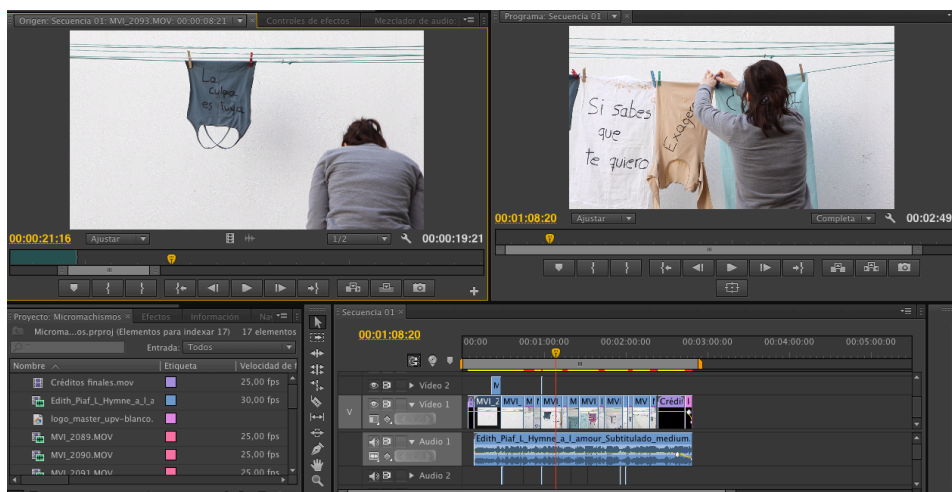 Origen: Secuencia 01: MVI_2093.MOV: 00:00:08:21
Controles de efectos
Mezclador de audio:
La
culpa
es tuya
00:00:21:16
Ajustar
1/2
00:00:19:21
Programa: Secuencia 01
Si sabes
que
te quiero
00:01:08:20
Ajustar
Completa
00:02:49
Proyecto: Micromachismos
Efectos
Información
Microma...os.prproj (Elementos para indexar 17)
17 elementos
Entrada: Todos
Nombre
Etiqueta
Velocidad de f
Créditos finales.mov
25,00 fps
Edith_Piaf_L_Hymne_a_l_a
30,00 fps
logo_master_upv-blanco.
MVI_2089.MOV
25,00 fps
MVI_2090.MOV
25,00 fps
MVI_2091.MOV
25,00 fps
Secuencia 01
00:01:08:20
00:00
00:01:00:00
00:02:00:00
00:03:00:00
00:04:00:00
00:05:00:00
Vídeo 2
V
Vídeo 1
MVI_2 MVI_ M M MVI_ M MVI I MVI MV
Crédi
Audio 1
Edith_Piaf_L_Hymne_a_l_amour_Subtitulado_medium.
Audio 2